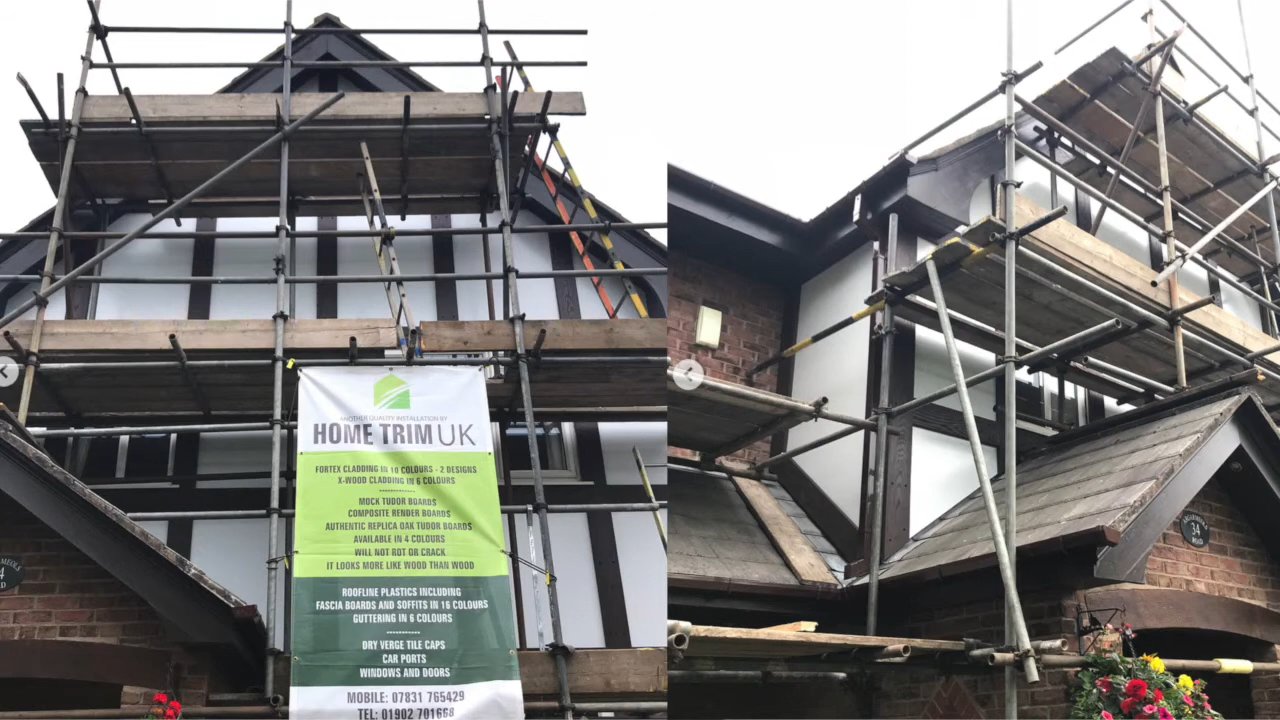 ANOTHER QUALITY INSTALLATION BY
HOME TRIM UK
FORTEX CLADDING IN 10 COLOURS - 2 DESIGNS
X-WOOD CLADDING IN 6 COLOURS
MOCK TUDOR BOARDS
COMPOSITE RENDER BOARDS
AUTHENTIC REPLICA OAK TUDOR BOARDS
AVAILABLE IN 4 COLOURS
WILL NOT ROT OR CRACK
IT LOOKS MORE LIKE WOOD THAN WOOD
ROOFLINE PLASTICS INCLUDING
FASCIA BOARDS AND SOFFITS IN 16 COLOURS
GUTTERING IN 6 COLOURS
DRY VERGE TILE CAPS
CAR PORTS
WINDOWS AND DOORS
MOBILE: 07831 765429
TEL: 01902 701668
34
ROAD